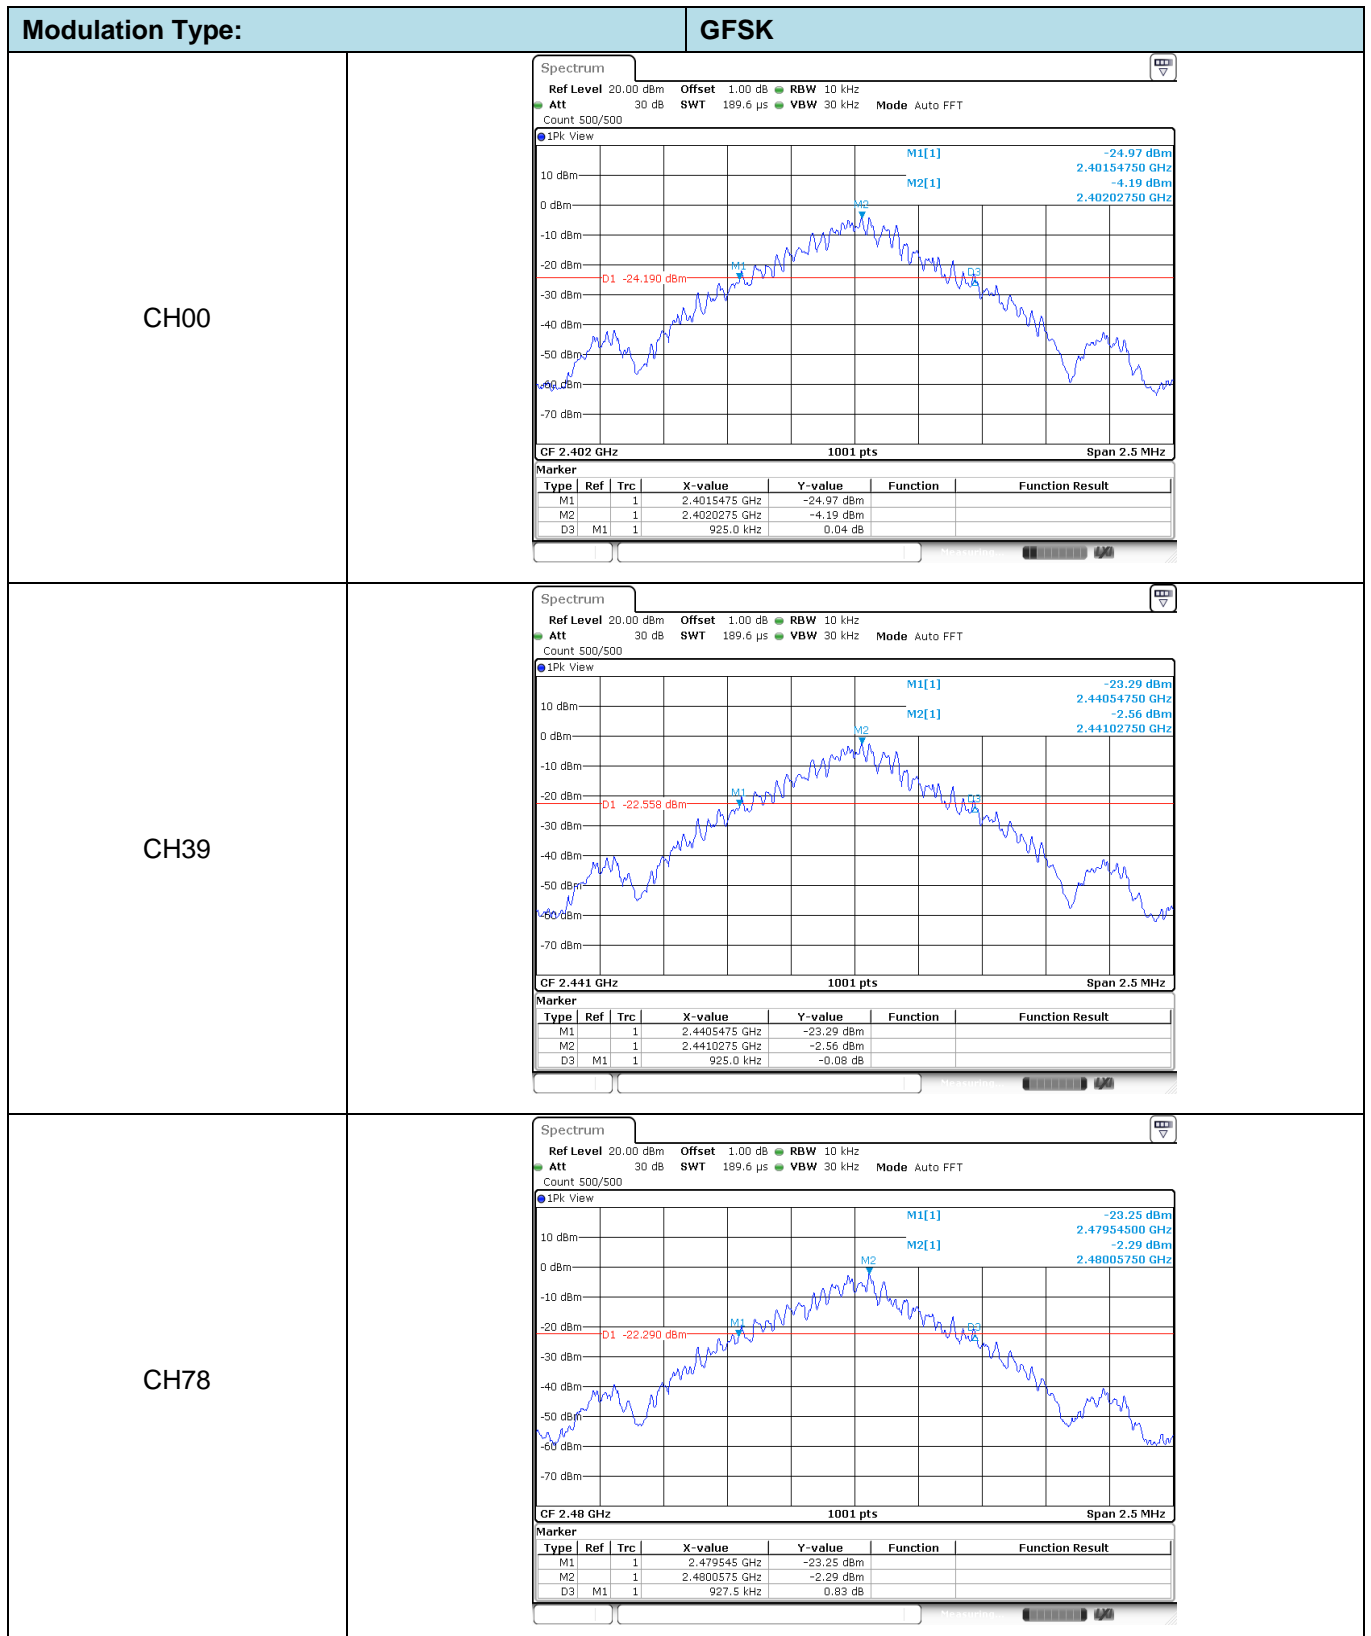 Modulation Type: GFSK
CH00
Spectrum
Ref Level 20.00 dBm Offset 1.00 dB RBW 10 kHz
Att 30 dB SWT 189.6 µs VBW 30 kHz Mode Auto FFT
Count 500/500
1Pk View
M1[1] -24.97 dBm
2.40154750 GHz
10 dBm
M2[1] -4.19 dBm
2.40202750 GHz
0 dBm
M2
-10 dBm
-20 dBm
M1
D3
D1 -24.190 dBm
-30 dBm
-40 dBm
-50 dBm
-60 dBm
-70 dBm
CF 2.402 GHz 1001 pts Span 2.5 MHz
Marker
Type Ref Trc X-value Y-value Function Function Result
M1 1 2.4015475 GHz -24.97 dBm
M2 1 2.4020275 GHz -4.19 dBm
D3 M1 1 925.0 kHz 0.04 dB
Measuring...
CH39
Spectrum
Ref Level 20.00 dBm Offset 1.00 dB RBW 10 kHz
Att 30 dB SWT 189.6 µs VBW 30 kHz Mode Auto FFT
Count 500/500
1Pk View
M1[1] -23.29 dBm
2.44054750 GHz
10 dBm
M2[1] -2.56 dBm
2.44102750 GHz
0 dBm
M2
-10 dBm
-20 dBm
M1
D3
D1 -22.558 dBm
-30 dBm
-40 dBm
-50 dBm
-60 dBm
-70 dBm
CF 2.441 GHz 1001 pts Span 2.5 MHz
Marker
Type Ref Trc X-value Y-value Function Function Result
M1 1 2.4405475 GHz -23.29 dBm
M2 1 2.4410275 GHz -2.56 dBm
D3 M1 1 925.0 kHz -0.08 dB
Measuring...
CH78
Spectrum
Ref Level 20.00 dBm Offset 1.00 dB RBW 10 kHz
Att 30 dB SWT 189.6 µs VBW 30 kHz Mode Auto FFT
Count 500/500
1Pk View
M1[1] -23.25 dBm
2.47954500 GHz
10 dBm
M2[1] -2.29 dBm
2.48005750 GHz
0 dBm
M2
-10 dBm
-20 dBm
M1
D3
D1 -22.290 dBm
-30 dBm
-40 dBm
-50 dBm
-60 dBm
-70 dBm
CF 2.48 GHz 1001 pts Span 2.5 MHz
Marker
Type Ref Trc X-value Y-value Function Function Result
M1 1 2.479545 GHz -23.25 dBm
M2 1 2.4800575 GHz -2.29 dBm
D3 M1 1 927.5 kHz 0.83 dB
Measuring...